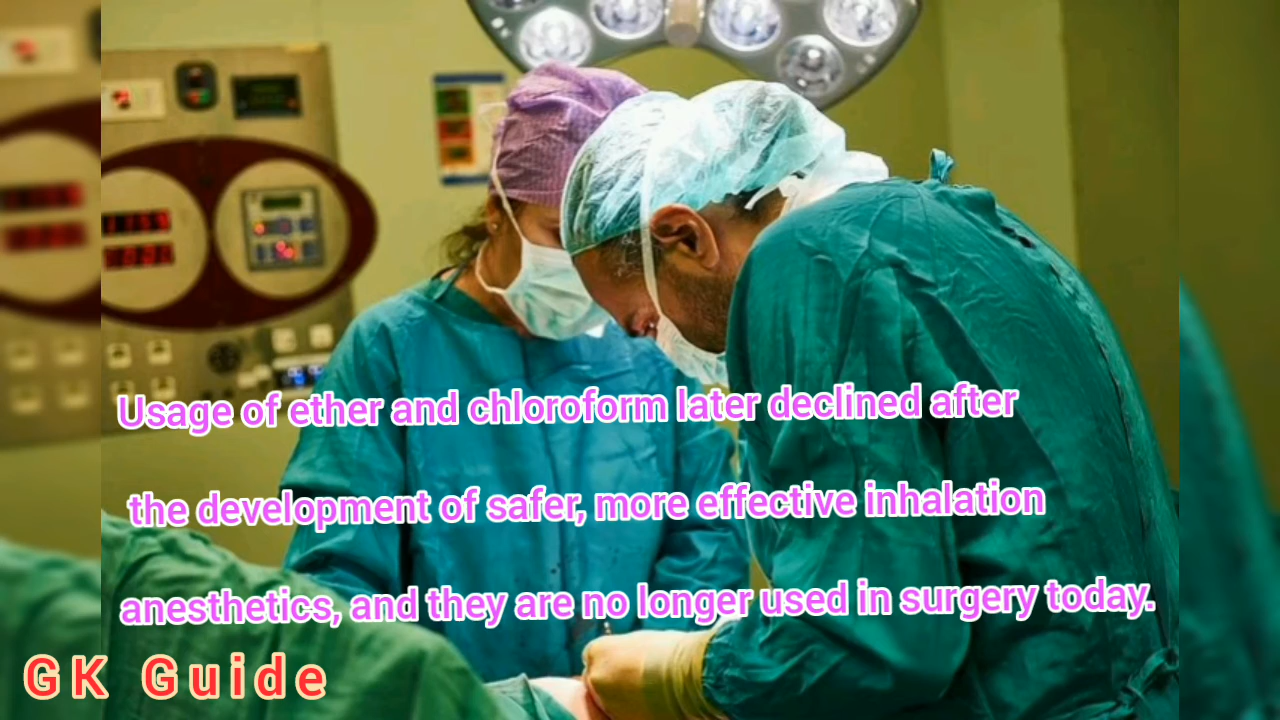 Usage of ether and chloroform later declined after
the development of safer, more effective inhalation
anesthetics, and they are no longer used in surgery today.
GK Guide